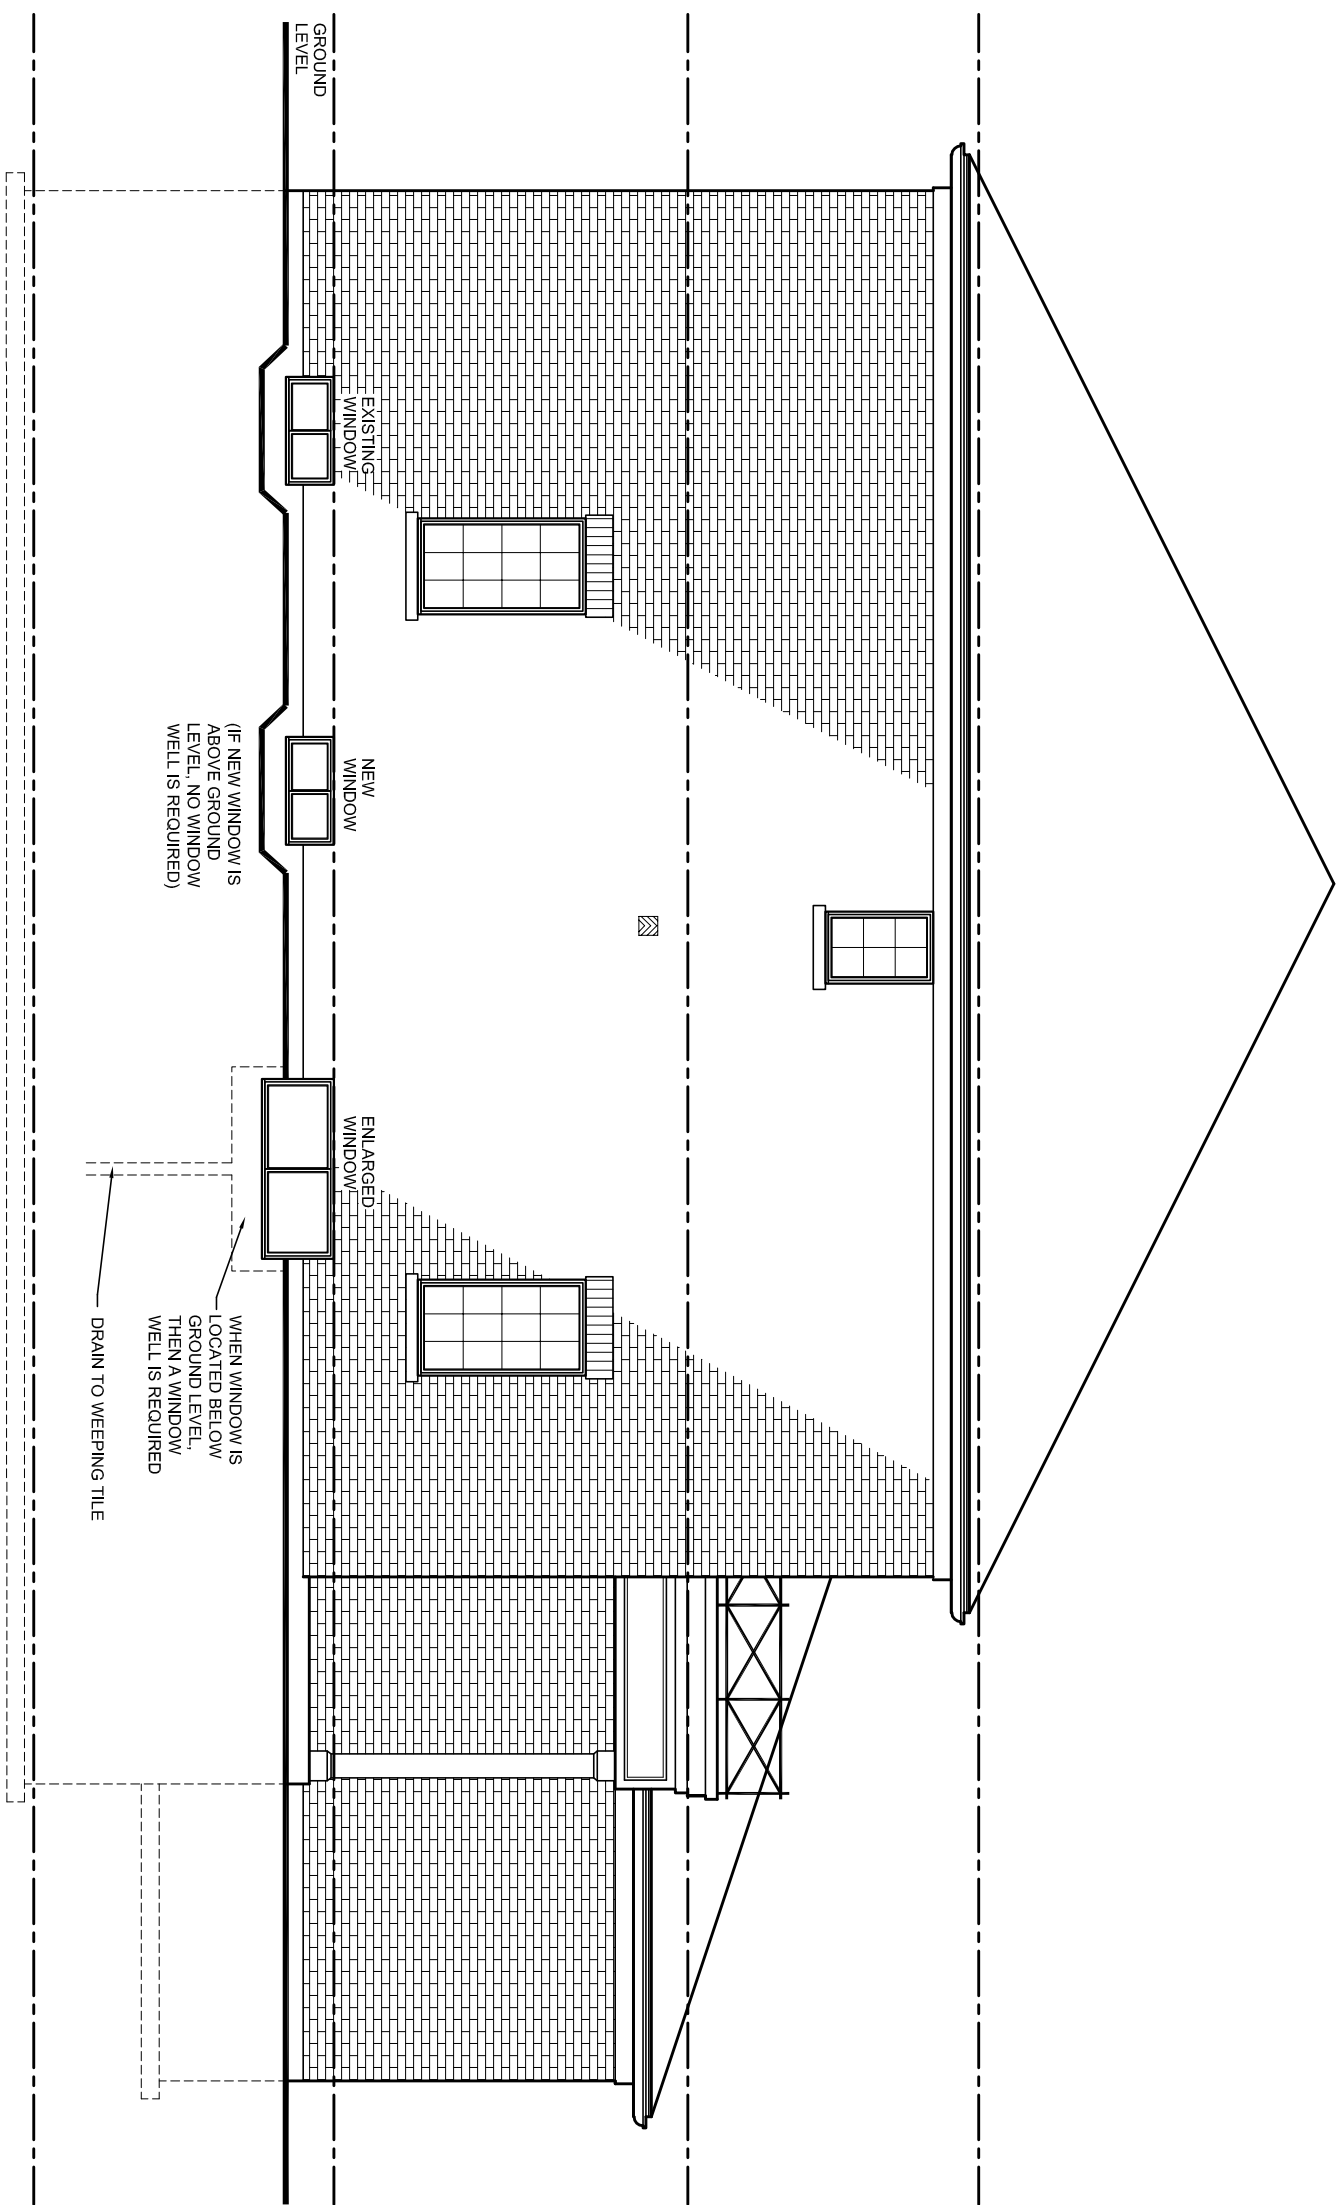 GROUND
LEVEL
EXISTING
WINDOW
NEW
WINDOW
(IF NEW WINDOW IS
ABOVE GROUND
LEVEL, NO WINDOW
WELL IS REQUIRED)
ENLARGED
WINDOW
WHEN WINDOW IS
LOCATED BELOW
GROUND LEVEL,
THEN A WINDOW
WELL IS REQUIRED
DRAIN TO WEEPING TILE